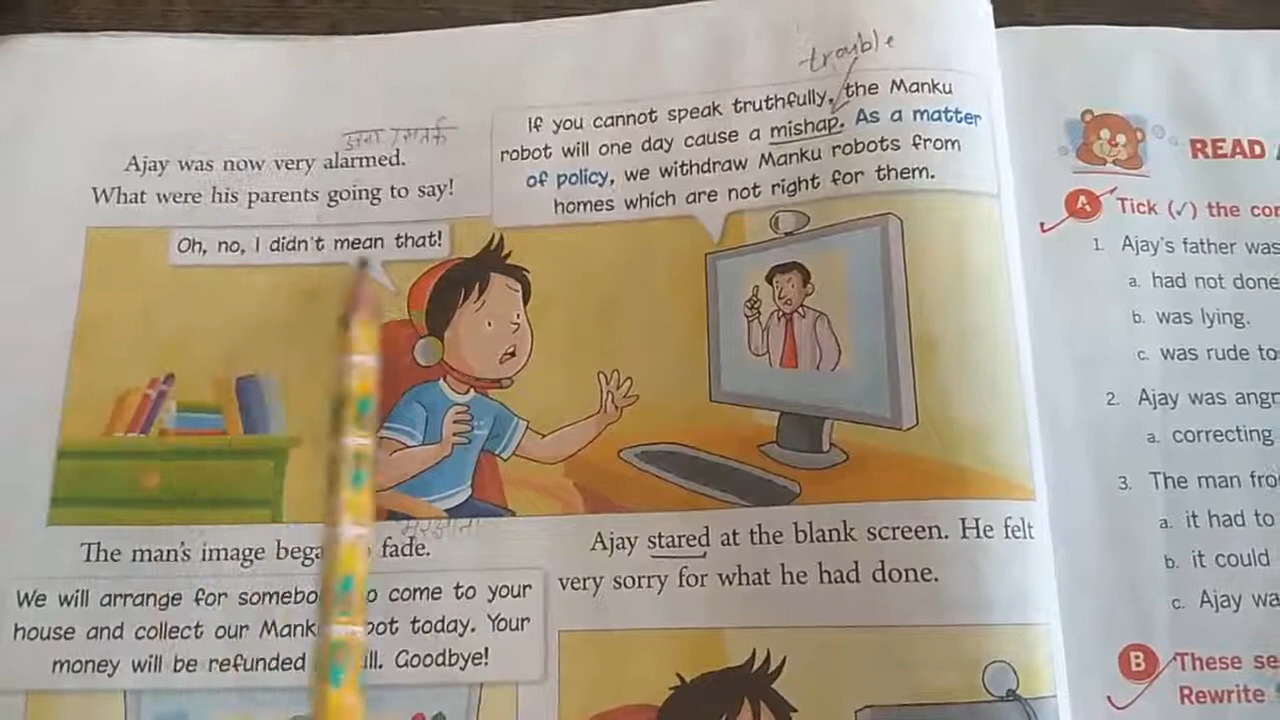 trouble
Ajay was now very alarmed.
What were his parents going to say!
If you cannot speak truthfully, the Manku
robot will one day cause a mishap. As a matter
of policy, we withdraw Manku robots from
homes which are not right for them.
Oh, no, I didn't mean that!
The man's image bega fade.
We will arrange for somebo o come to your
house and collect our Mank bot today. Your
money will be refunded ll. Goodbye!
Ajay stared at the blank screen. He felt
very sorry for what he had done.
READ
A Tick (✓) the cor
1. Ajay's father was
a. had not done
b. was lying.
c. was rude to
2. Ajay was angr
a. correcting
3. The man fro
a. it had to
b. it could
c. Ajay wa
B These se
Rewrite